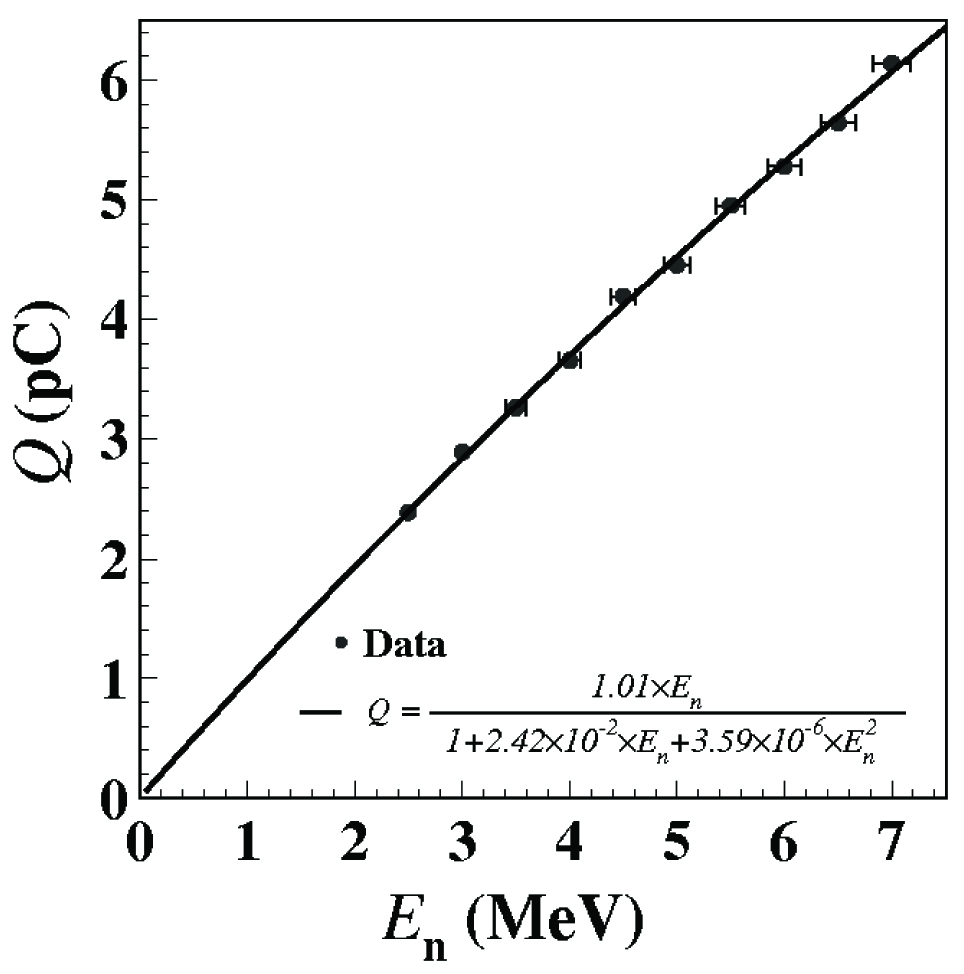 6
5
4
3
2
1
0
Q (pC)
Data
Q = 1.01×Eₙ
1+2.42×10⁻²×Eₙ+3.59×10⁻⁶×Eₙ²
0 1 2 3 4 5 6 7
Eₙ (MeV)